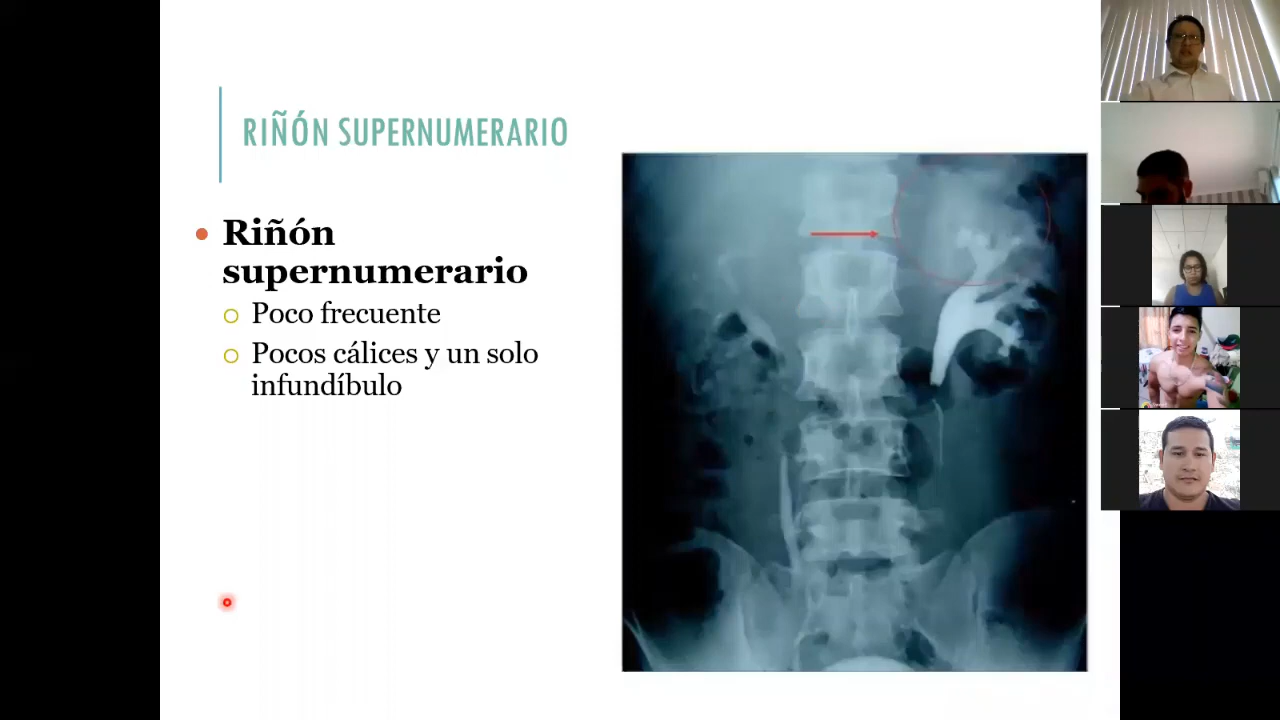 RIÑÓN SUPERNUMERARIO
Riñón
supernumerario
Poco frecuente
Pocos cálices y un solo
infundíbulo